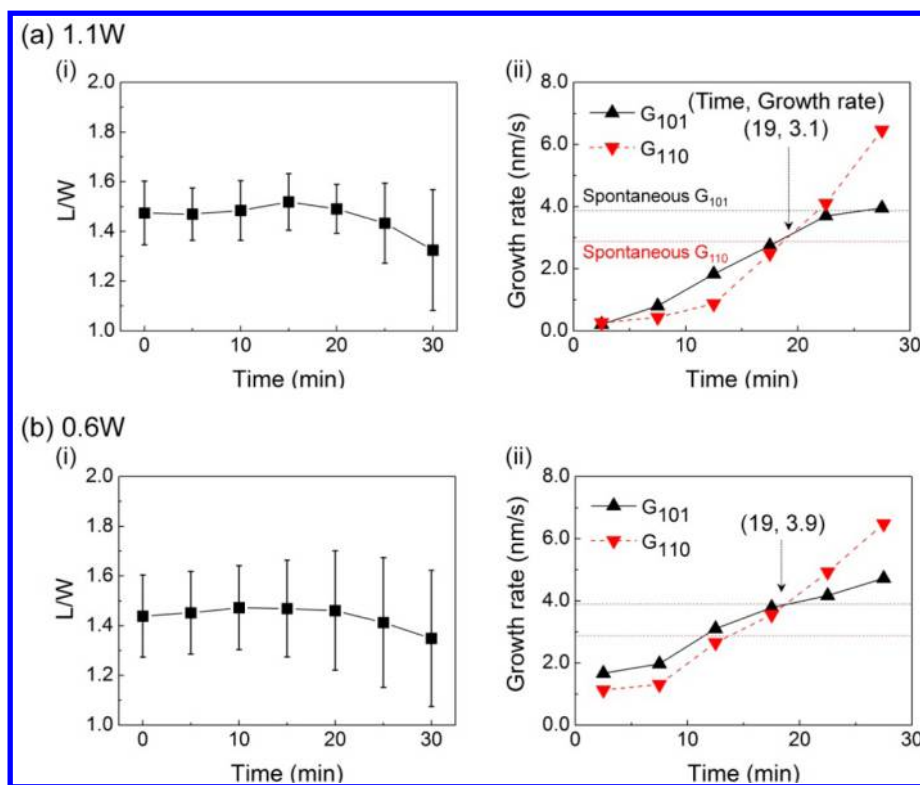 (a) 1.1W
(i)
2.0
1.8
1.6
1.4
1.2
1.0
L/W
0 10 20 30
Time (min)
(ii)
8.0
6.0
4.0
2.0
0.0
Growth rate (nm/s)
G101
G110
(Time, Growth rate)
(19, 3.1)
Spontaneous G101
Spontaneous G110
0 10 20 30
Time (min)
(b) 0.6W
(i)
2.0
1.8
1.6
1.4
1.2
1.0
L/W
0 10 20 30
Time (min)
(ii)
8.0
6.0
4.0
2.0
0.0
Growth rate (nm/s)
G101
G110
(19, 3.9)
0 10 20 30
Time (min)